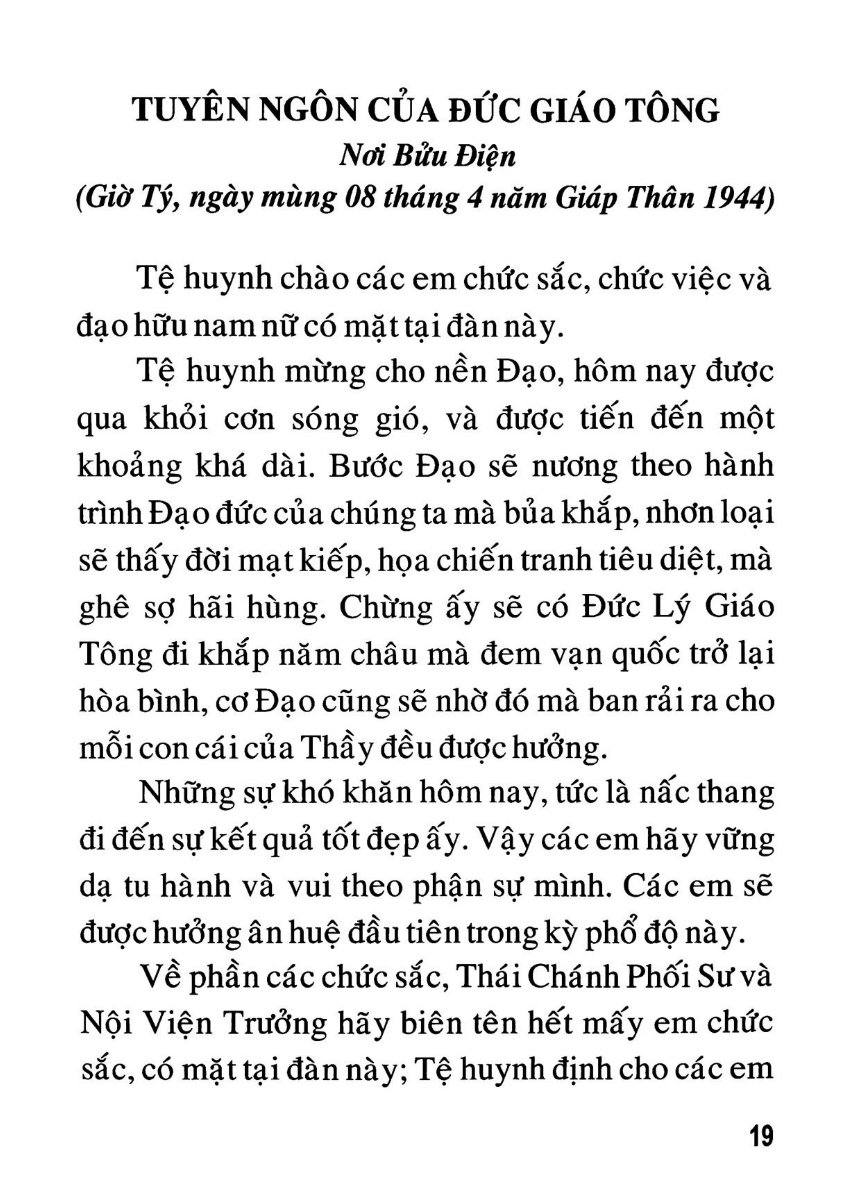 TUYÊN NGÔN CỦA ĐỨC GIÁO TÔNG
Nơi Bửu Điện
(Giờ Tý, ngày mùng 08 tháng 4 năm Giáp Thân 1944)
Tệ huynh chào các em chức sắc, chức việc và
đạo hữu nam nữ có mặt tại đàn này.
Tệ huynh mừng cho nền Đạo, hôm nay được
qua khỏi cơn sóng gió, và được tiến đến một
khoảng khá dài. Bước Đạo sẽ nương theo hành
trình Đạo đức của chúng ta mà bủa khắp, nhơn loại
sẽ thấy đời mạt kiếp, họa chiến tranh tiêu diệt, mà
ghê sợ hãi hùng. Chừng ấy sẽ có Đức Lý Giáo
Tông đi khắp năm châu mà đem vạn quốc trở lại
hòa bình, cơ Đạo cũng sẽ nhờ đó mà ban rải ra cho
mỗi con cái của Thầy đều được hưởng.
Những sự khó khăn hôm nay, tức là nấc thang
đi đến sự kết quả tốt đẹp ấy. Vậy các em hãy vững
dạ tu hành và vui theo phận sự mình. Các em sẽ
được hưởng ân huệ đầu tiên trong kỳ phổ độ này.
Về phần các chức sắc, Thái Chánh Phối Sư và
Nội Viện Trưởng hãy biên tên hết mấy em chức
sắc, có mặt tại đàn này; Tệ huynh định cho các em
19